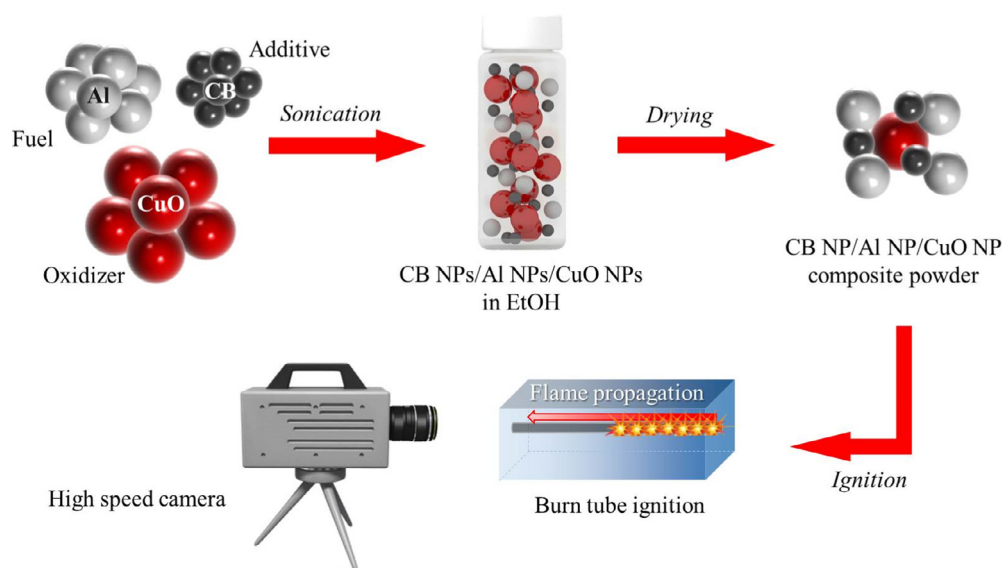 Additive
Al
CB
Fuel
CuO
Oxidizer
Sonication
CB NPs/Al NPs/CuO NPs
in EtOH
Drying
CB NP/Al NP/CuO NP
composite powder
Ignition
Flame propagation
Burn tube ignition
High speed camera